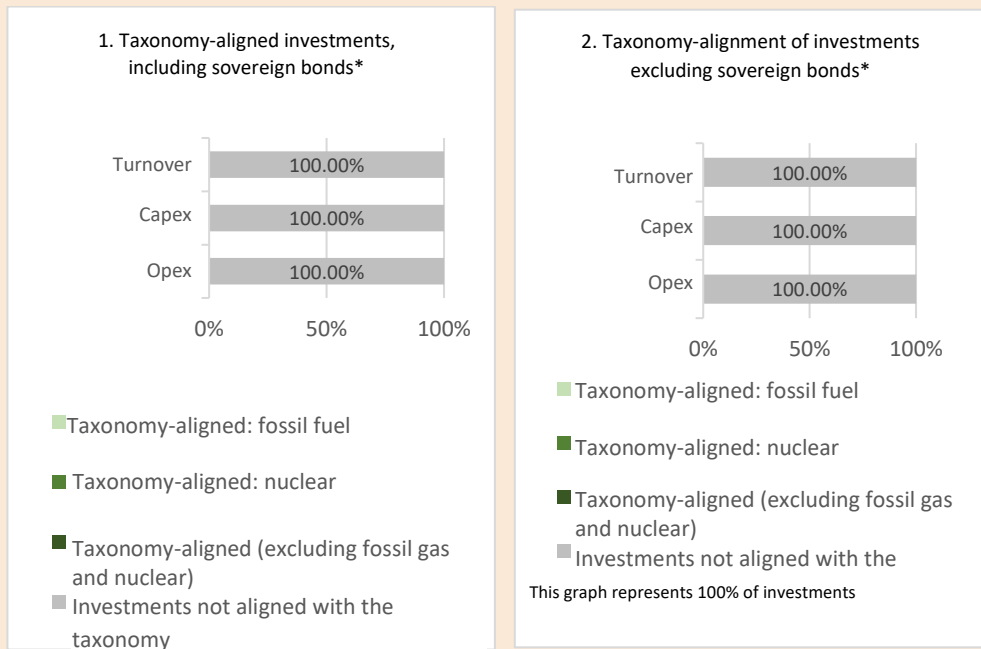 1. Taxonomy-aligned investments,
including sovereign bonds*
Turnover
100.00%
Capex
100.00%
Opex
100.00%
0%
50%
100%
Taxonomy-aligned: fossil fuel
Taxonomy-aligned: nuclear
Taxonomy-aligned (excluding fossil gas
and nuclear)
Investments not aligned with the
taxonomy
2. Taxonomy-alignment of investments
excluding sovereign bonds*
Turnover
100.00%
Capex
100.00%
Opex
100.00%
0%
50%
100%
Taxonomy-aligned: fossil fuel
Taxonomy-aligned: nuclear
Taxonomy-aligned (excluding fossil gas
and nuclear)
Investments not aligned with the
This graph represents 100% of investments